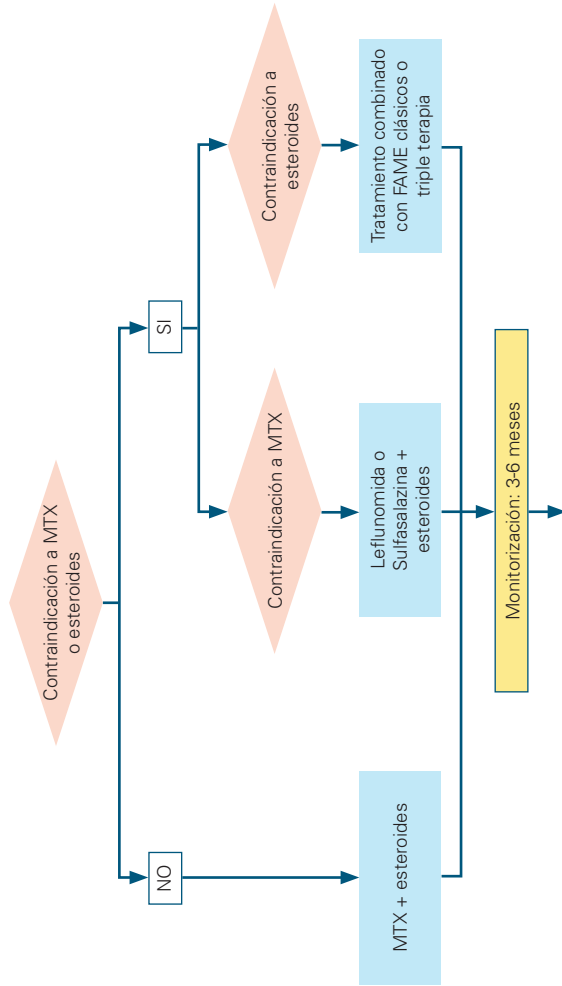 Contraindicación a MTX
o esteroides
NO
SI
Contraindicación a MTX
Contraindicación a
esteroides
MTX + esteroides
Leflunomida o
Sulfasalazina +
esteroides
Tratamiento combinado
con FAME clásicos o
triple terapia
Monitorización: 3-6 meses